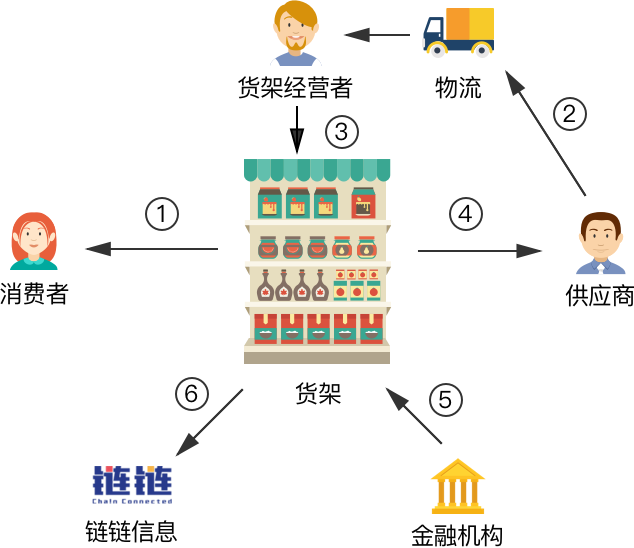 货架经营者
物流
②
③
①
④
消费者
供应商
货架
⑥
⑤
链链
Chain Connected
链链信息
金融机构